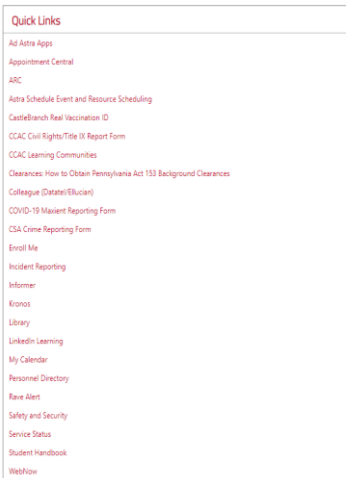 Quick Links
Ad Astra Apps
Appointment Central
ARC
Astra Schedule Event and Resource Scheduling
CastleBranch Real Vaccination ID
CCAC Civil Rights/Title IX Report Form
CCAC Learning Communities
Clearances: How to Obtain Pennsylvania Act 153 Background Clearances
Colleague (Datatel/Ellucian)
COVID-19 Maxient Reporting Form
CSA Crime Reporting Form
Enroll Me
Incident Reporting
Informer
Kronos
Library
LinkedIn Learning
My Calendar
Personnel Directory
Rave Alert
Safety and Security
Service Status
Student Handbook
WebNow